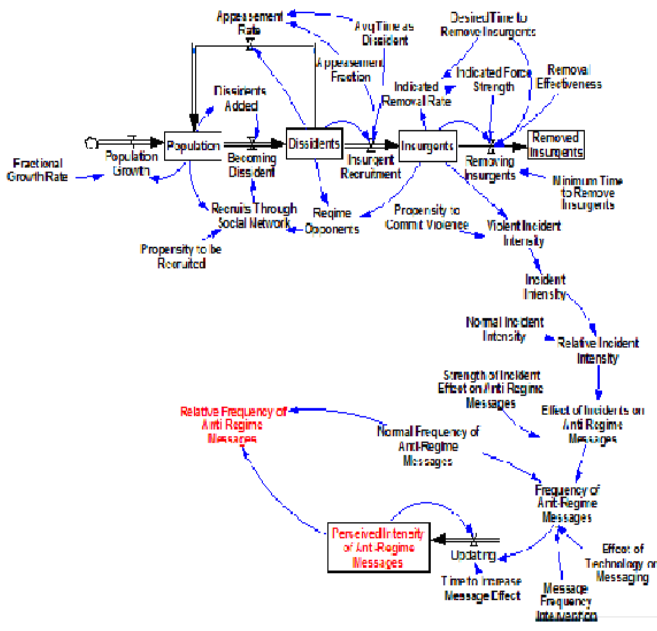 Appeasement
Rate
Avg Time as
Dissident
Desired Time to
Remove Insurgents
Appeasement
Fraction
Indicated
Removal Rate
Indicated Force
Strength
Removal
Effectiveness
Dissidents
Added
Population
Dissidents
Insurgents
Removed
Insurgents
Population
Growth
Becoming
Dissident
Insurgent
Recruitment
Removing
Insurgents
Fractional
Growth Rate
Minimum Time
to Remove
Insurgents
Recruits Through
Social Network
Regime
Opponents
Propensity to
Commit Violence
Violent Incident
Intensity
Propensity to be
Recruited
Incident
Intensity
Normal Incident
Intensity
Relative Incident
Intensity
Strength of Incident
Effect on Anti Regime
Messages
Relative Frequency of
Anti Regime
Messages
Effect of Incidents on
Anti Regime
Messages
Normal Frequency of
Anti-Regime
Messages
Frequency of
Anti-Regime
Messages
Perceived Intensity
of Anti-Regime
Messages
Updating
Effect of
Technology on
Messaging
Time to Increase
Message Effect
Message
Frequency
Intervention